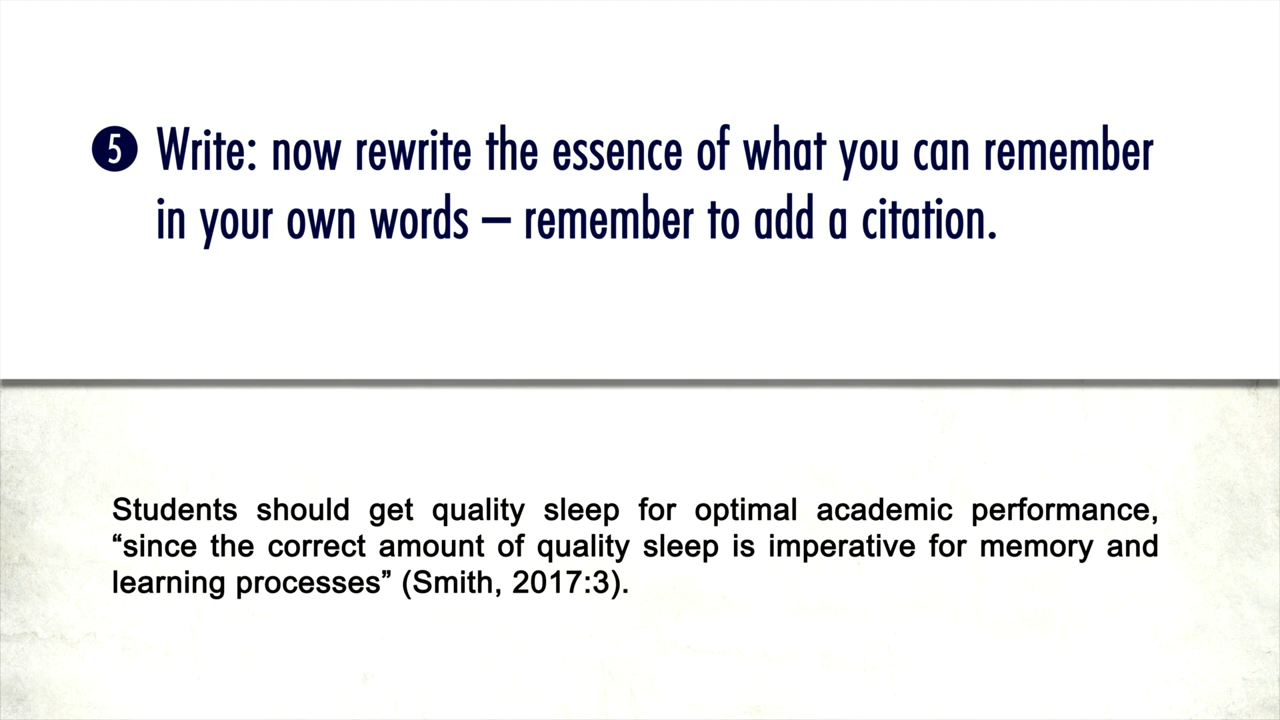 ❺ Write: now rewrite the essence of what you can remember
in your own words – remember to add a citation.
Students should get quality sleep for optimal academic performance,
“since the correct amount of quality sleep is imperative for memory and
learning processes” (Smith, 2017:3).